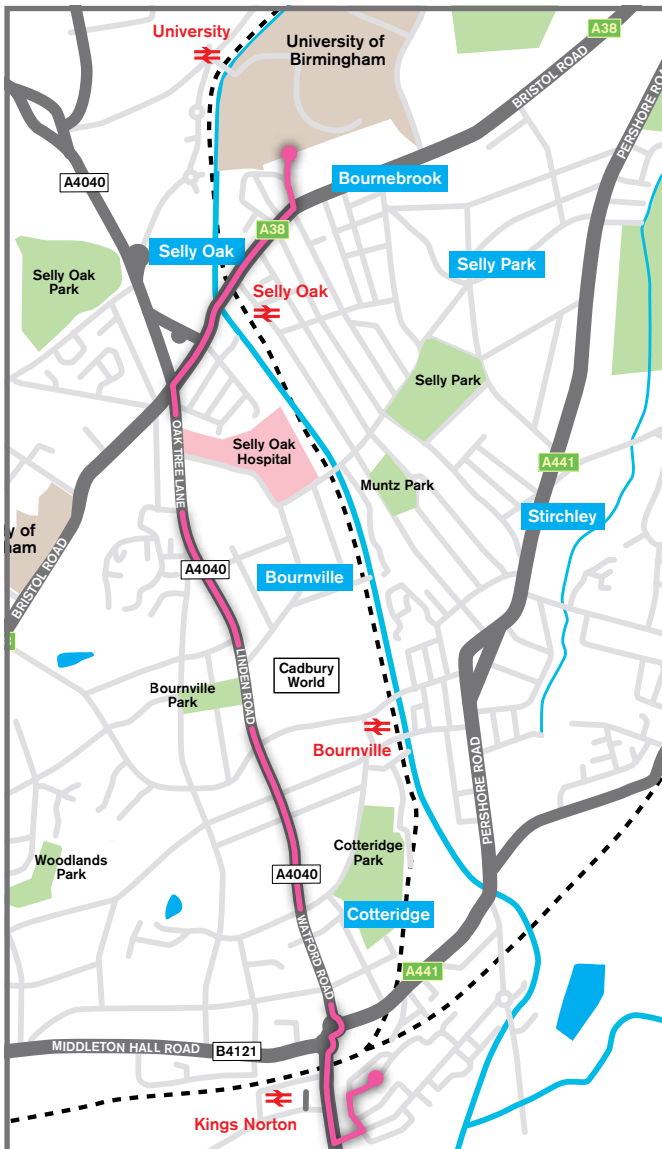 University
University of
Birmingham
A38
BRISTOL ROAD
PERSHORE ROAD
A4040
Bournebrook
A38
Selly Oak
Selly Park
Selly Oak
Park
Selly Oak
Selly Park
OAK TREE LANE
Selly Oak
Hospital
A441
Muntz Park
Stirchley
y of
am
BRISTOL ROAD
A4040
Bournville
LINDEN ROAD
Cadbury
World
Bournville
Park
Bournville
PERSHORE ROAD
Cotteridge
Park
Woodlands
Park
A4040
Cotteridge
WATFORD ROAD
A441
MIDDLETON HALL ROAD
B4121
Kings Norton